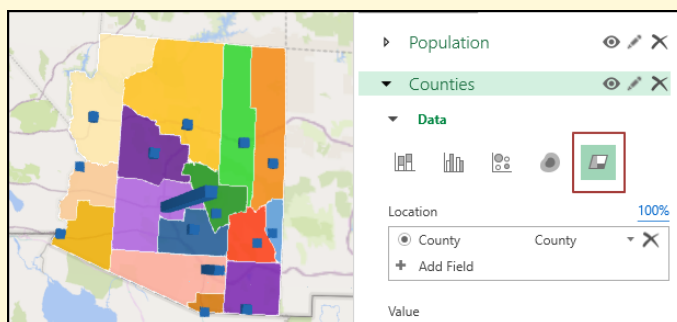 Population
Counties
Data
Location 100%
County County
Add Field
Value